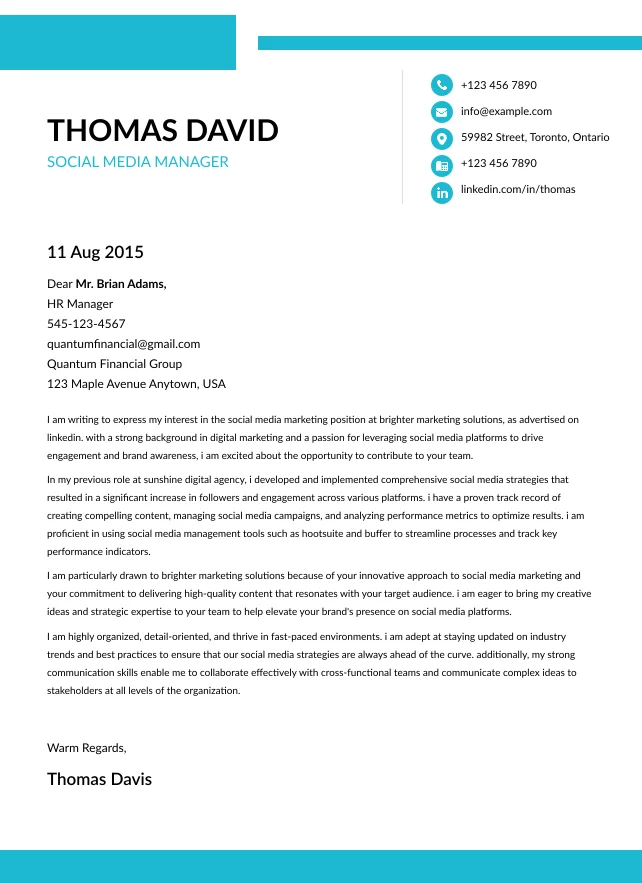 THOMAS DAVID
SOCIAL MEDIA MANAGER
+123 456 7890
info@example.com
59982 Street, Toronto, Ontario
+123 456 7890
linkedin.com/in/thomas
11 Aug 2015
Dear Mr. Brian Adams,
HR Manager
545-123-4567
quantumfinancial@gmail.com
Quantum Financial Group
123 Maple Avenue Anytown, USA
I am writing to express my interest in the social media marketing position at brighter marketing solutions, as advertised on
linkedin. with a strong background in digital marketing and a passion for leveraging social media platforms to drive
engagement and brand awareness, i am excited about the opportunity to contribute to your team.
In my previous role at sunshine digital agency, i developed and implemented comprehensive social media strategies that
resulted in a significant increase in followers and engagement across various platforms. i have a proven track record of
creating compelling content, managing social media campaigns, and analyzing performance metrics to optimize results. i am
proficient in using social media management tools such as hootsuite and buffer to streamline processes and track key
performance indicators.
I am particularly drawn to brighter marketing solutions because of your innovative approach to social media marketing and
your commitment to delivering high-quality content that resonates with your target audience. i am eager to bring my creative
ideas and strategic expertise to your team to help elevate your brand's presence on social media platforms.
I am highly organized, detail-oriented, and thrive in fast-paced environments. i am adept at staying updated on industry
trends and best practices to ensure that our social media strategies are always ahead of the curve. additionally, my strong
communication skills enable me to collaborate effectively with cross-functional teams and communicate complex ideas to
stakeholders at all levels of the organization.
Warm Regards,
Thomas Davis